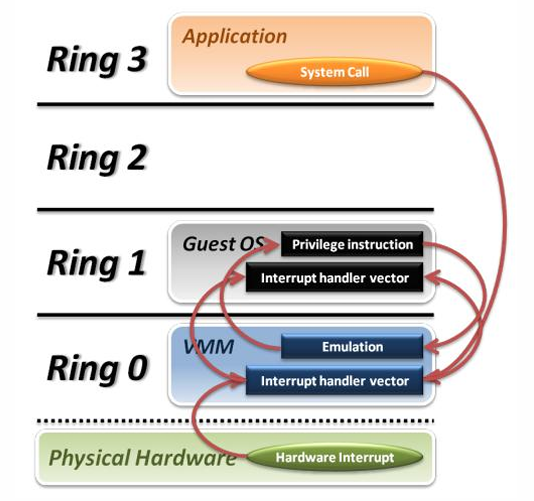 Ring 3
Application
System Call
Ring 2
Ring 1
Guest OS
Privilege instruction
Interrupt handler vector
Ring 0
VMM
Emulation
Interrupt handler vector
Physical Hardware
Hardware Interrupt